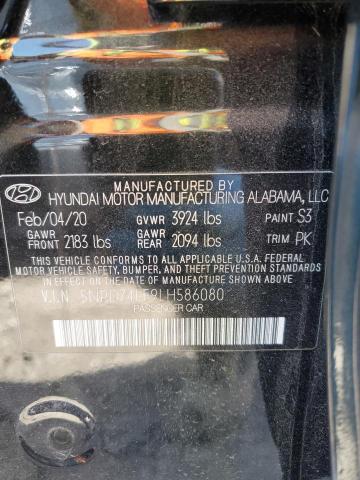 MANUFACTURED BY
HYUNDAI MOTOR MANUFACTURING ALABAMA, LLC
Feb/04/20 GVWR 3924 lbs PAINT S3
GAWR FRONT 2183 lbs GAWR REAR 2094 lbs TRIM PK
THIS VEHICLE CONFORMS TO ALL APPLICABLE U.S.A. FEDERAL
MOTOR VEHICLE SAFETY, BUMPER, AND THEFT PREVENTION
STANDARDS IN EFFECT ON THE DATE OF MANUFACTURE SHOWN
ABOVE
V.I.N. 5NPD74LF9LH586080
PASSENGER CAR